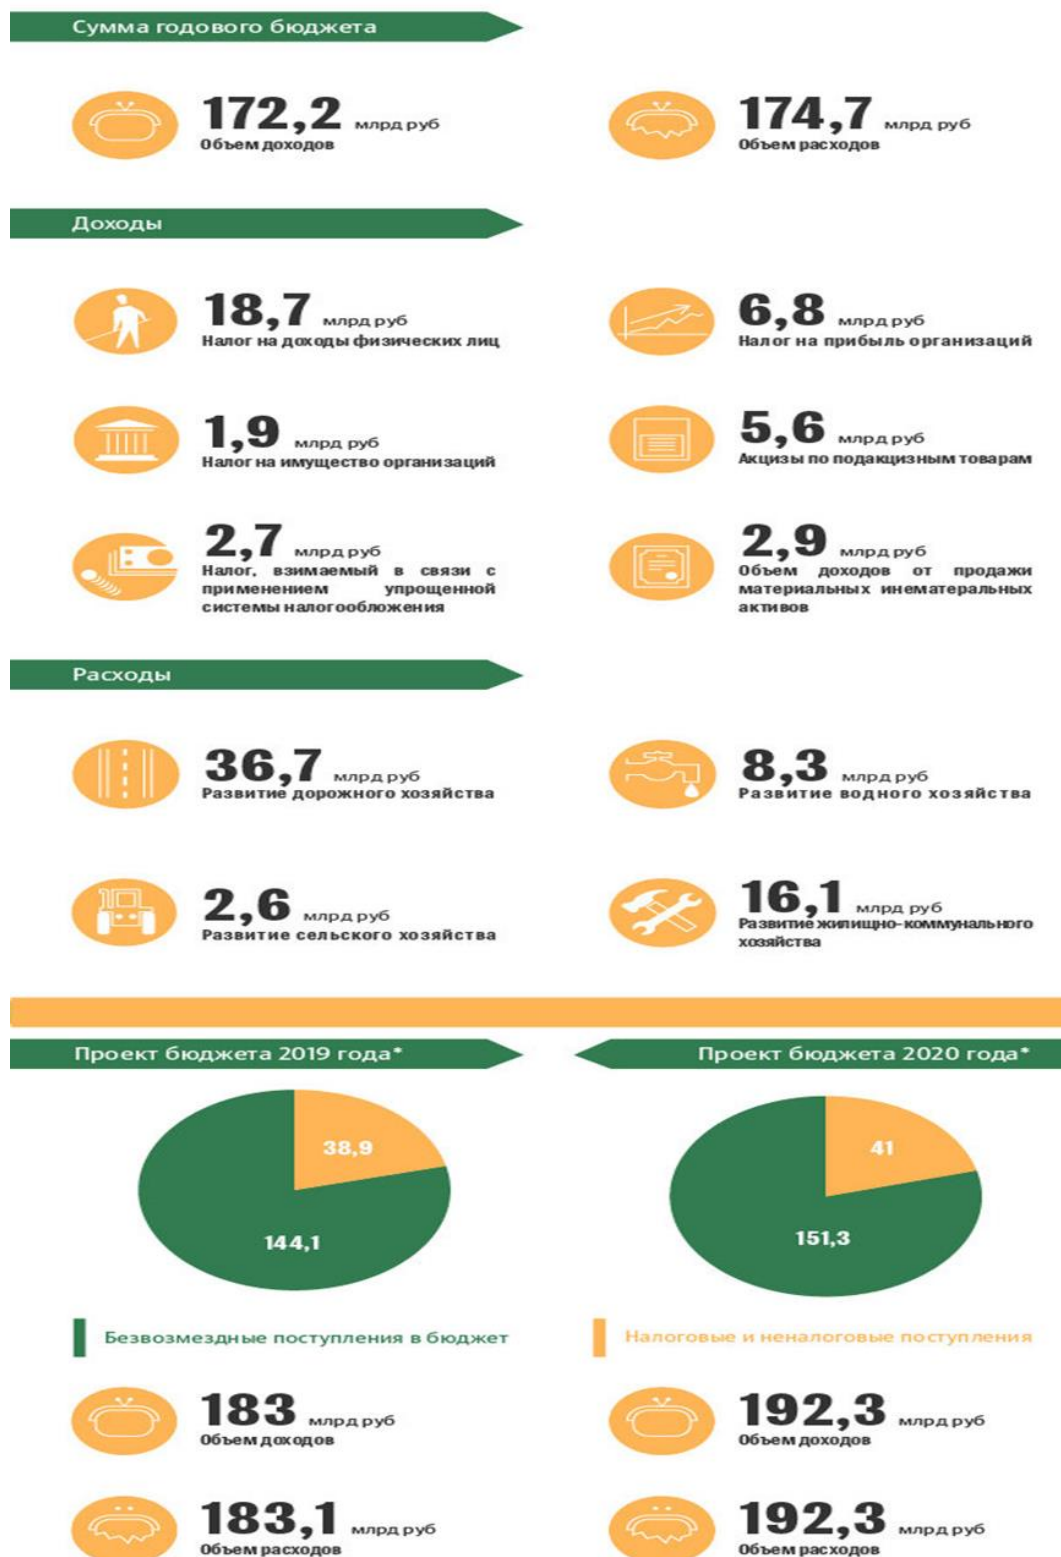 Сумма годового бюджета
172,2 млрд руб
Объем доходов
174,7 млрд руб
Объем расходов
Доходы
18,7 млрд руб
Налог на доходы физических лиц
6,8 млрд руб
Налог на прибыль организаций
1,9 млрд руб
Налог на имущество организаций
5,6 млрд руб
Акцизы по подакцизным товарам
2,7 млрд руб
Налог, взимаемый в связи с
применением упрощенной
системы налогообложения
2,9 млрд руб
Объем доходов от продажи
материальных инематеральных
активов
Расходы
36,7 млрд руб
Развитие дорожного хозяйства
8,3 млрд руб
Развитие водного хозяйства
2,6 млрд руб
Развитие сельского хозяйства
16,1 млрд руб
Развитие жилищно-коммунального
хозяйства
Проект бюджета 2019 года*
Проект бюджета 2020 года*
38,9
144,1
41
151,3
Безвозмездные поступления в бюджет
Налоговые и неналоговые поступления
183 млрд руб
Объем доходов
192,3 млрд руб
Объем доходов
183,1 млрд руб
Объем расходов
192,3 млрд руб
Объем расходов